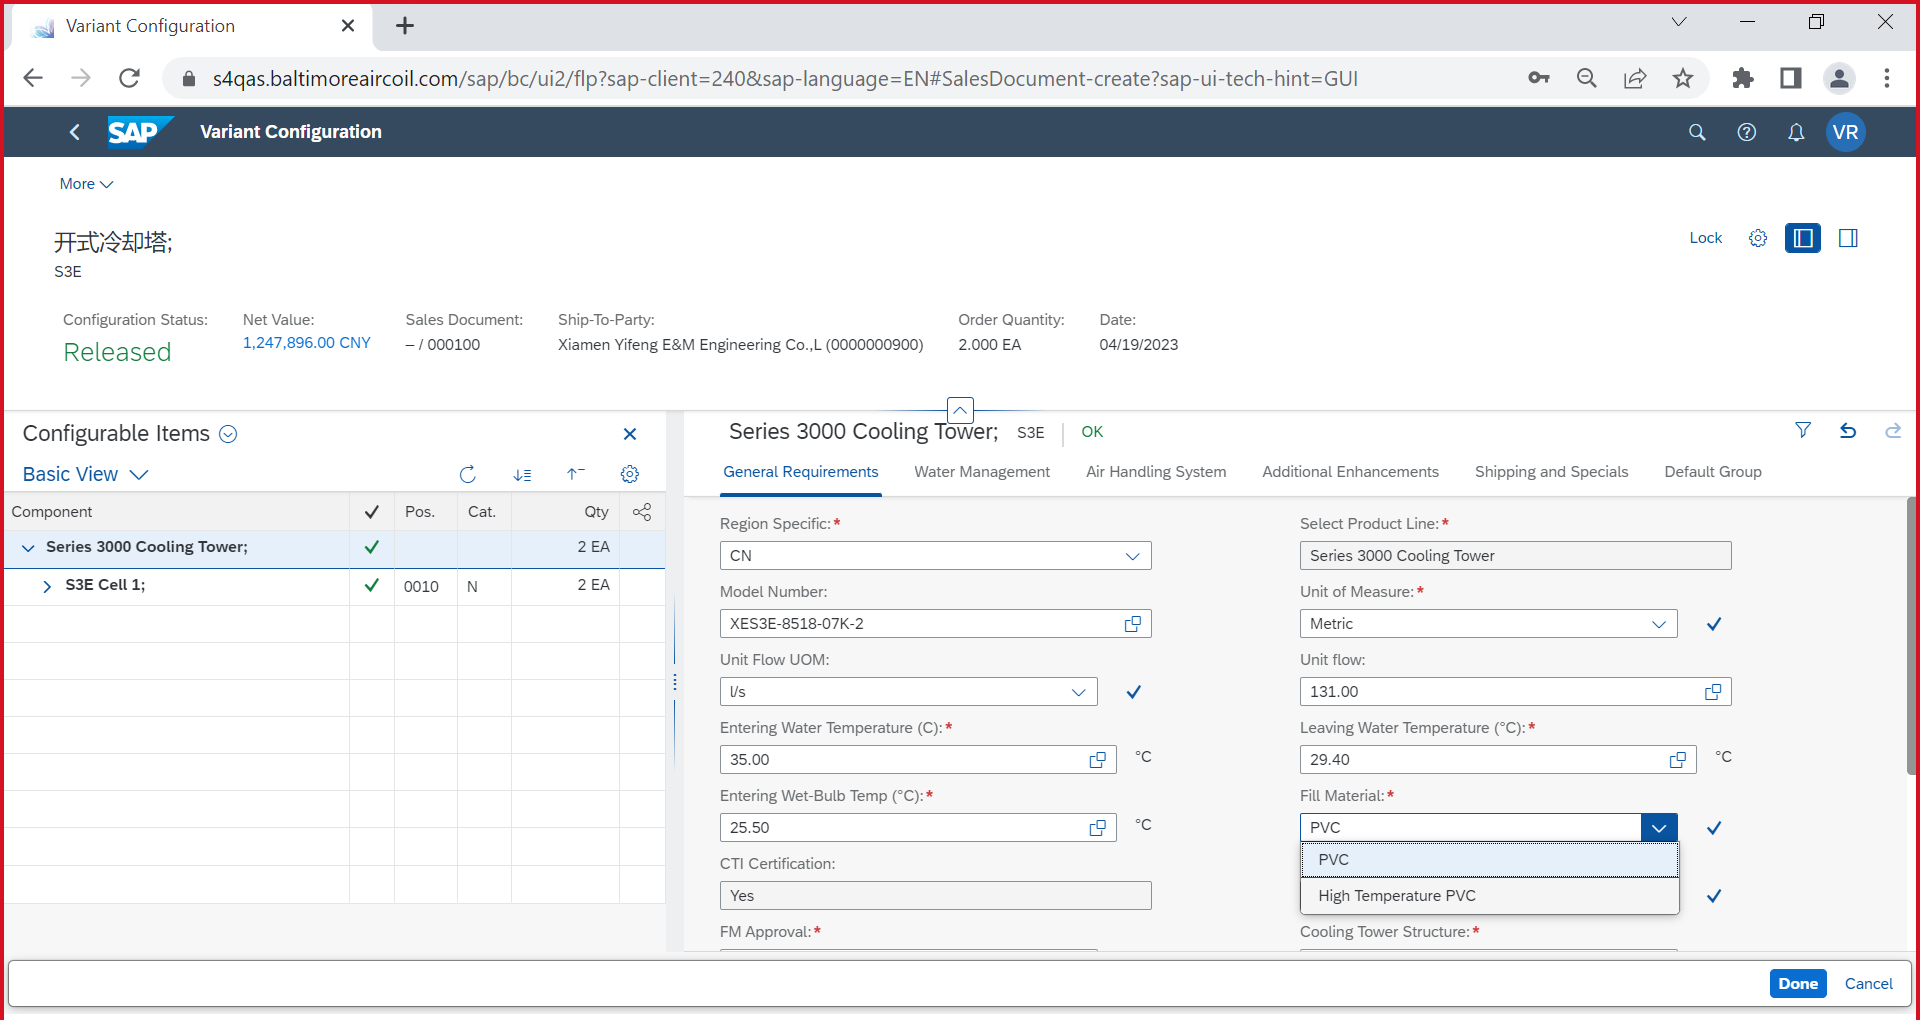 Variant Configuration
s4qas.baltimoreaircoil.com/sap/bc/ui2/flp?sap-client=240&sap-language=EN#SalesDocument-create?sap-ui-tech-hint=GUI
SAP Variant Configuration VR
More
开式冷却塔;
S3E
Lock
Configuration Status: Net Value: Sales Document: Ship-To-Party: Order Quantity: Date:
Released 1,247,896.00 CNY – / 000100 Xiamen Yifeng E&M Engineering Co.,L (0000000900) 2.000 EA 04/19/2023
Configurable Items
Basic View
Component Pos. Cat. Qty
Series 3000 Cooling Tower; 2 EA
S3E Cell 1; 0010 N 2 EA
Series 3000 Cooling Tower; S3E OK
General Requirements Water Management Air Handling System Additional Enhancements Shipping and Specials Default Group
Region Specific:* Select Product Line:*
CN Series 3000 Cooling Tower
Model Number: Unit of Measure:*
XES3E-8518-07K-2 Metric
Unit Flow UOM: Unit flow:
l/s 131.00
Entering Water Temperature (C):* Leaving Water Temperature (°C):*
35.00 °C 29.40 °C
Entering Wet-Bulb Temp (°C):* Fill Material:*
25.50 °C PVC
CTI Certification: PVC
Yes High Temperature PVC
FM Approval:* Cooling Tower Structure:*
Done Cancel